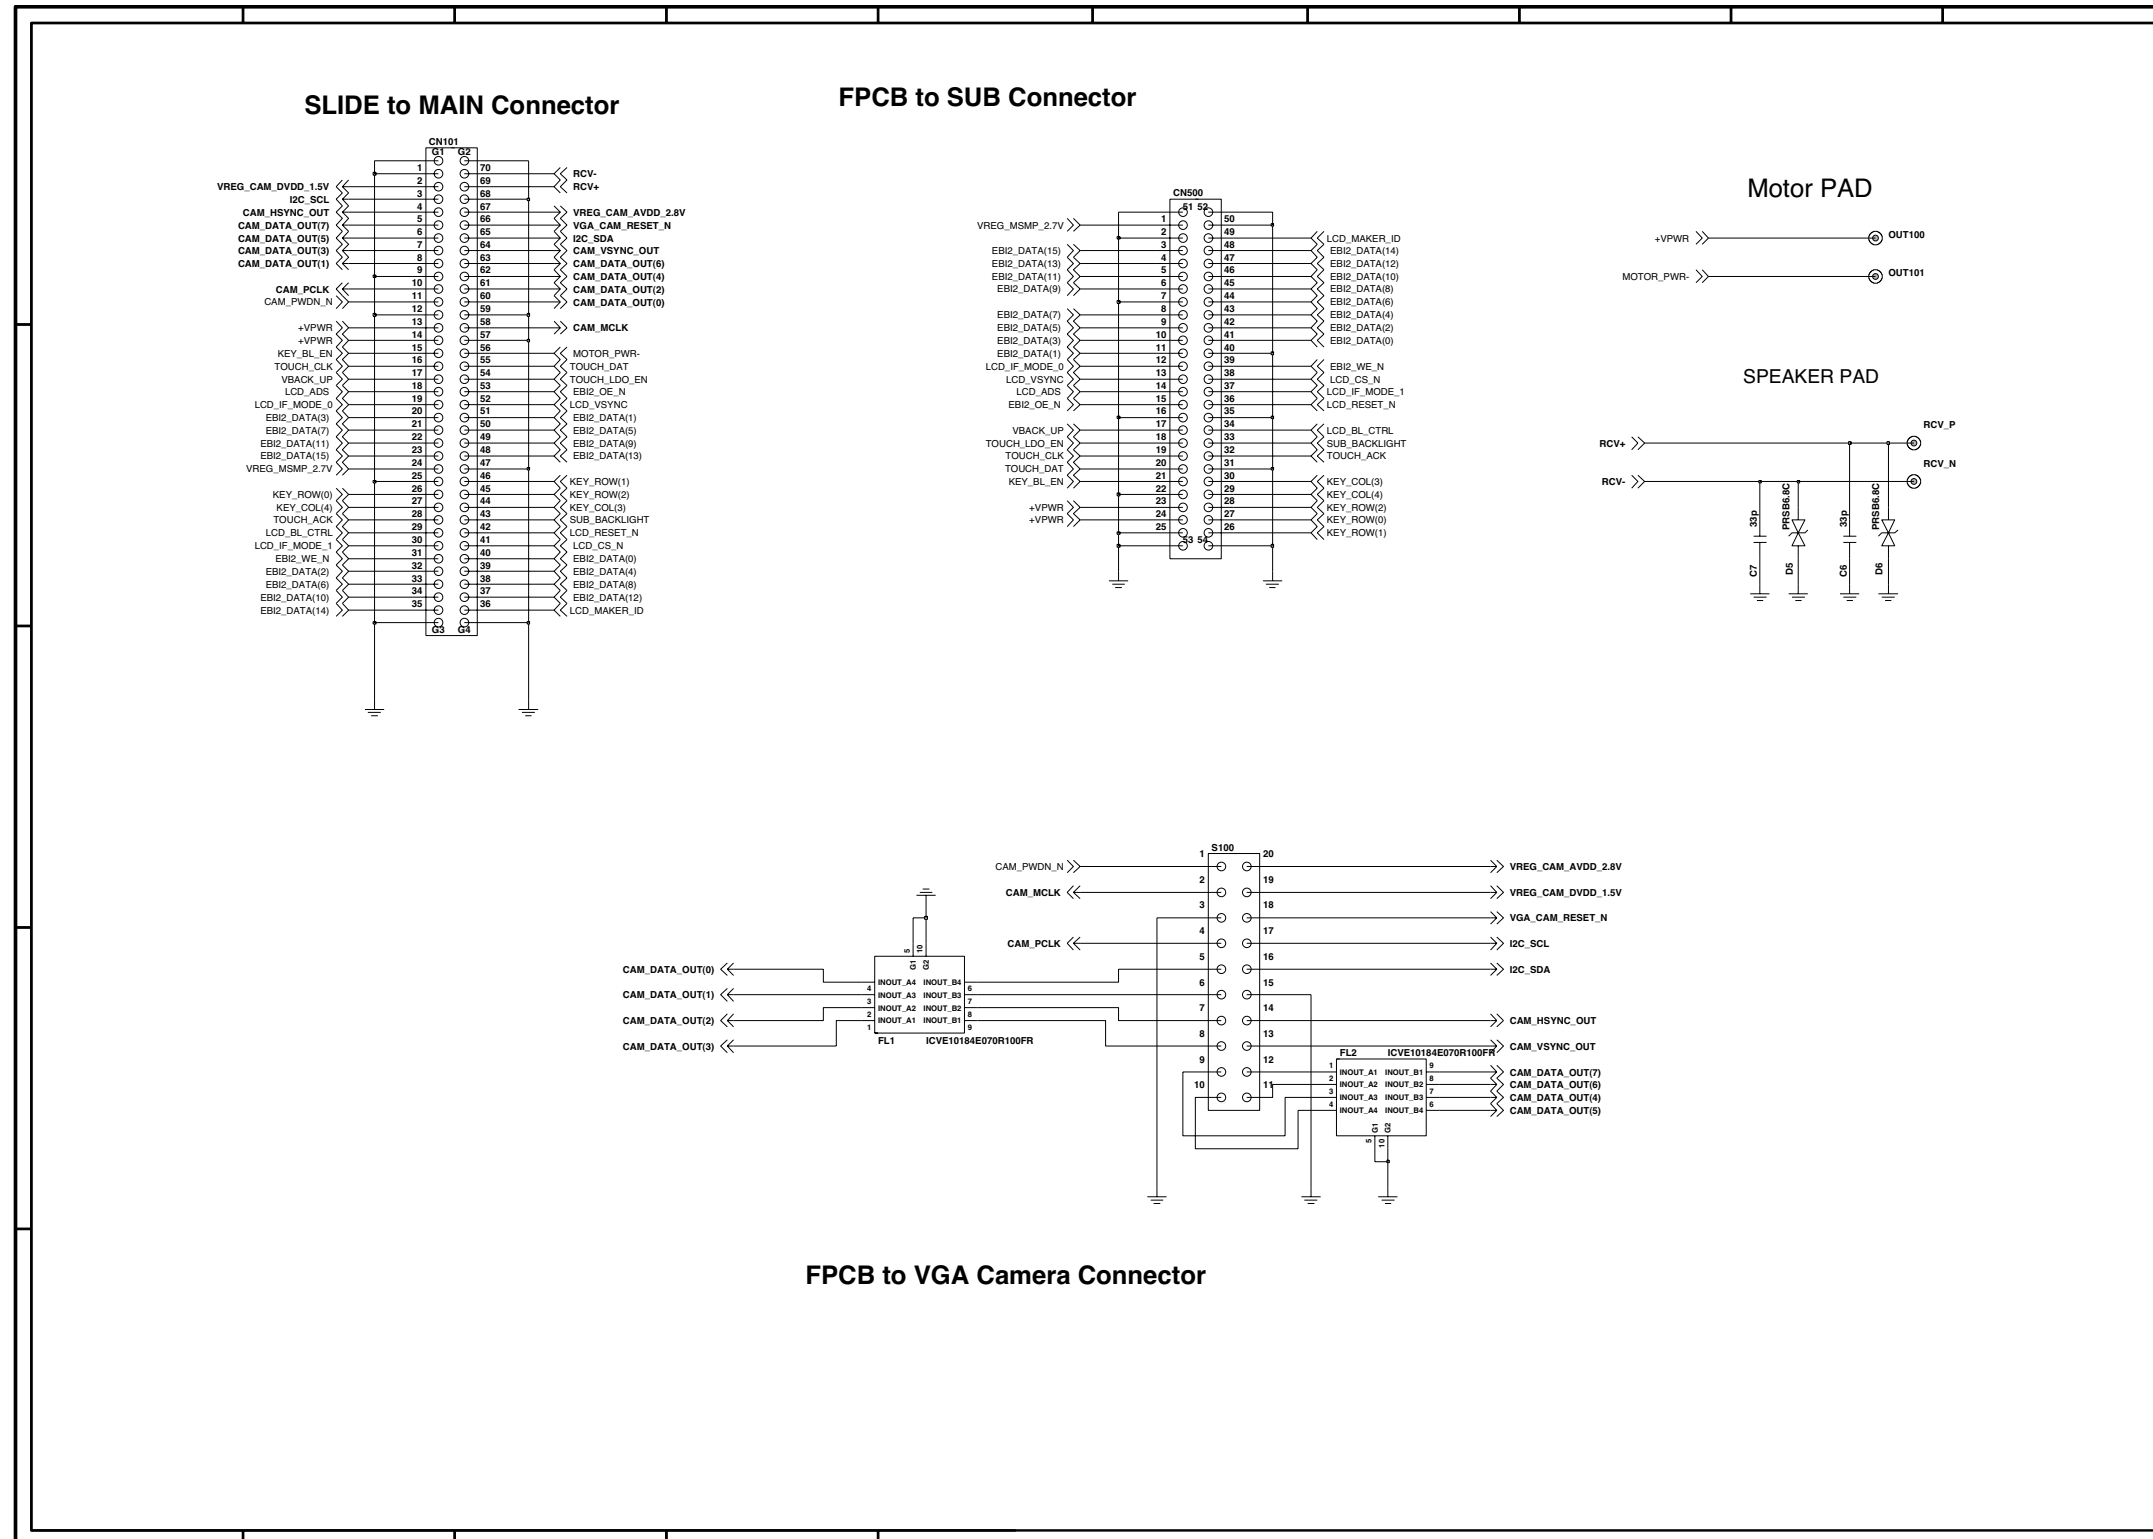 SLIDE to MAIN Connector
FPCB to SUB Connector
CN101
G1 G2
1 70 RCV-
VREG_CAM_DVDD_1.5V 2 69 RCV+
I2C_SCL 3 68
CAM_HSYNC_OUT 4 67 VREG_CAM_AVDD_2.8V
CAM_DATA_OUT(7) 5 66 VGA_CAM_RESET_N
CAM_DATA_OUT(5) 6 65 I2C_SDA
CAM_DATA_OUT(3) 7 64 CAM_VSYNC_OUT
CAM_DATA_OUT(1) 8 63 CAM_DATA_OUT(6)
9 62 CAM_DATA_OUT(4)
CAM_PCLK 10 61 CAM_DATA_OUT(2)
CAM_PWDN_N 11 60 CAM_DATA_OUT(0)
12 59
+VPWR 13 58 CAM_MCLK
+VPWR 14 57
KEY_BL_EN 15 56 MOTOR_PWR-
TOUCH_CLK 16 55 TOUCH_DAT
VBACK_UP 17 54 TOUCH_LDO_EN
LCD_ADS 18 53 EBI2_OE_N
LCD_IF_MODE_0 19 52 LCD_VSYNC
EBI2_DATA(3) 20 51 EBI2_DATA(1)
EBI2_DATA(7) 21 50 EBI2_DATA(5)
EBI2_DATA(11) 22 49 EBI2_DATA(9)
EBI2_DATA(15) 23 48 EBI2_DATA(13)
VREG_MSMP_2.7V 24 47
25 46 KEY_ROW(1)
KEY_ROW(0) 26 45 KEY_ROW(2)
KEY_COL(4) 27 44 KEY_COL(3)
TOUCH_ACK 28 43 SUB_BACKLIGHT
LCD_BL_CTRL 29 42 LCD_RESET_N
LCD_IF_MODE_1 30 41 LCD_CS_N
EBI2_WE_N 31 40 EBI2_DATA(0)
EBI2_DATA(2) 32 39 EBI2_DATA(4)
EBI2_DATA(6) 33 38 EBI2_DATA(8)
EBI2_DATA(10) 34 37 EBI2_DATA(12)
EBI2_DATA(14) 35 36 LCD_MAKER_ID
G3 G4
CN500
51 52
VREG_MSMP_2.7V 1 50
2 49 LCD_MAKER_ID
EBI2_DATA(15) 3 48 EBI2_DATA(14)
EBI2_DATA(13) 4 47 EBI2_DATA(12)
EBI2_DATA(11) 5 46 EBI2_DATA(10)
EBI2_DATA(9) 6 45 EBI2_DATA(8)
7 44 EBI2_DATA(6)
EBI2_DATA(7) 8 43 EBI2_DATA(4)
EBI2_DATA(5) 9 42 EBI2_DATA(2)
EBI2_DATA(3) 10 41 EBI2_DATA(0)
EBI2_DATA(1) 11 40
LCD_IF_MODE_0 12 39 EBI2_WE_N
LCD_VSYNC 13 38 LCD_CS_N
LCD_ADS 14 37 LCD_IF_MODE_1
EBI2_OE_N 15 36 LCD_RESET_N
16 35
VBACK_UP 17 34 LCD_BL_CTRL
TOUCH_LDO_EN 18 33 SUB_BACKLIGHT
TOUCH_CLK 19 32 TOUCH_ACK
TOUCH_DAT 20 31
KEY_BL_EN 21 30 KEY_COL(3)
22 29 KEY_COL(4)
+VPWR 23 28 KEY_ROW(2)
+VPWR 24 27 KEY_ROW(0)
25 26 KEY_ROW(1)
53 54
Motor PAD
+VPWR OUT100
MOTOR_PWR- OUT101
SPEAKER PAD
RCV+ RCV_P
RCV- RCV_N
33p PRSB6.8C 33p PRSB6.8C
C7 D5 C6 D6
S100
CAM_PWDN_N 1 20 VREG_CAM_AVDD_2.8V
CAM_MCLK 2 19 VREG_CAM_DVDD_1.5V
3 18 VGA_CAM_RESET_N
CAM_PCLK 4 17 I2C_SCL
5 16 I2C_SDA
6 15
7 14 CAM_HSYNC_OUT
8 13 CAM_VSYNC_OUT
9 12
10 11
5 10
G1 G2
CAM_DATA_OUT(0) 4 INOUT_A4 INOUT_B4 6
CAM_DATA_OUT(1) 3 INOUT_A3 INOUT_B3 7
CAM_DATA_OUT(2) 2 INOUT_A2 INOUT_B2 8
CAM_DATA_OUT(3) 1 INOUT_A1 INOUT_B1 9
FL1 ICVE10184E070R100FR
FL2 ICVE10184E070R100FR
1 INOUT_A1 INOUT_B1 9 CAM_DATA_OUT(7)
2 INOUT_A2 INOUT_B2 8 CAM_DATA_OUT(6)
3 INOUT_A3 INOUT_B3 7 CAM_DATA_OUT(4)
4 INOUT_A4 INOUT_B4 6 CAM_DATA_OUT(5)
G1 G2
5 10
FPCB to VGA Camera Connector